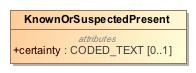 KnownOrSuspectedPresent
attributes
+certainty : CODED_TEXT [0..1]